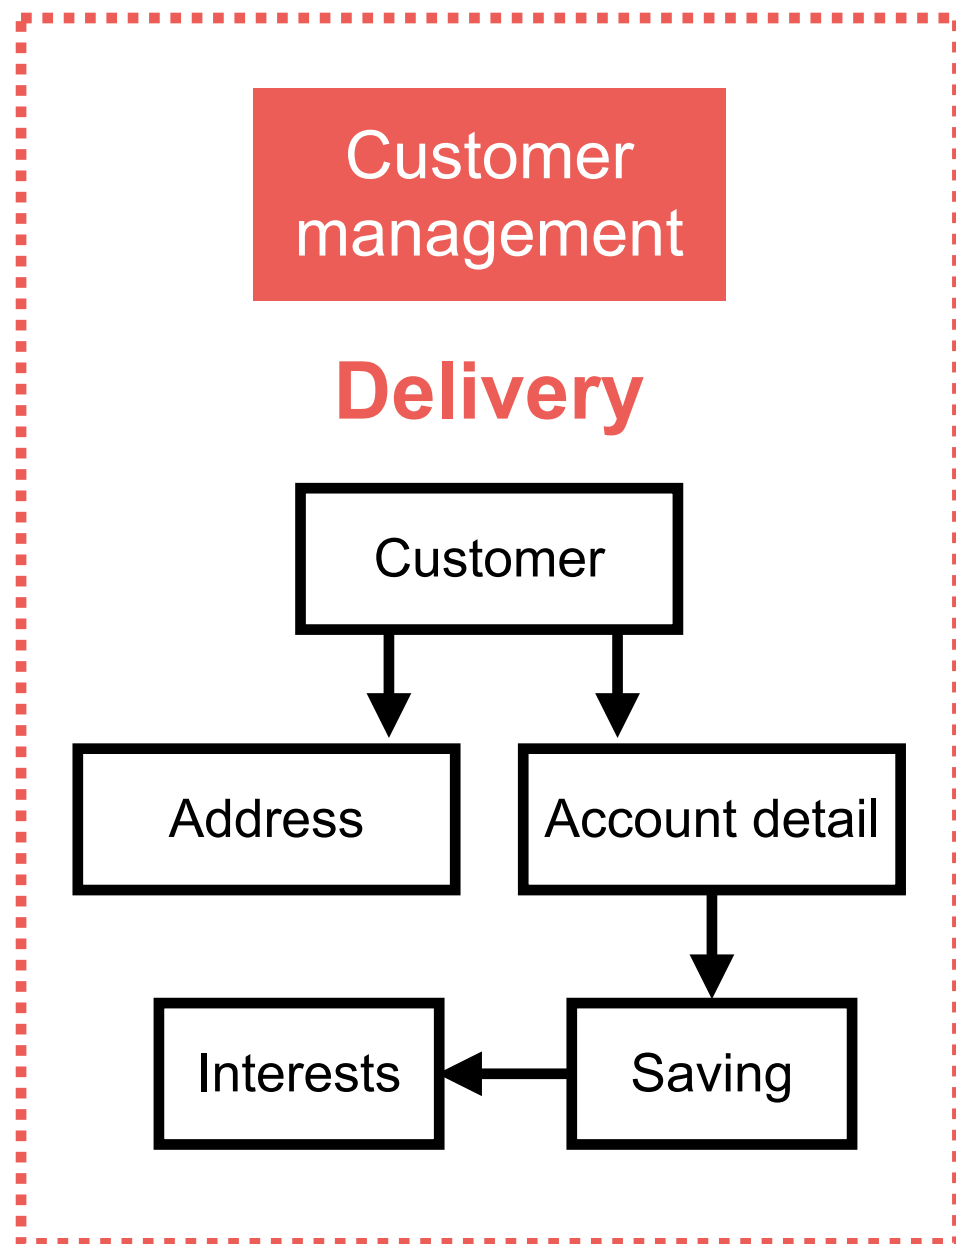 Customer
management
Delivery
Customer
Address
Account detail
Interests
Saving